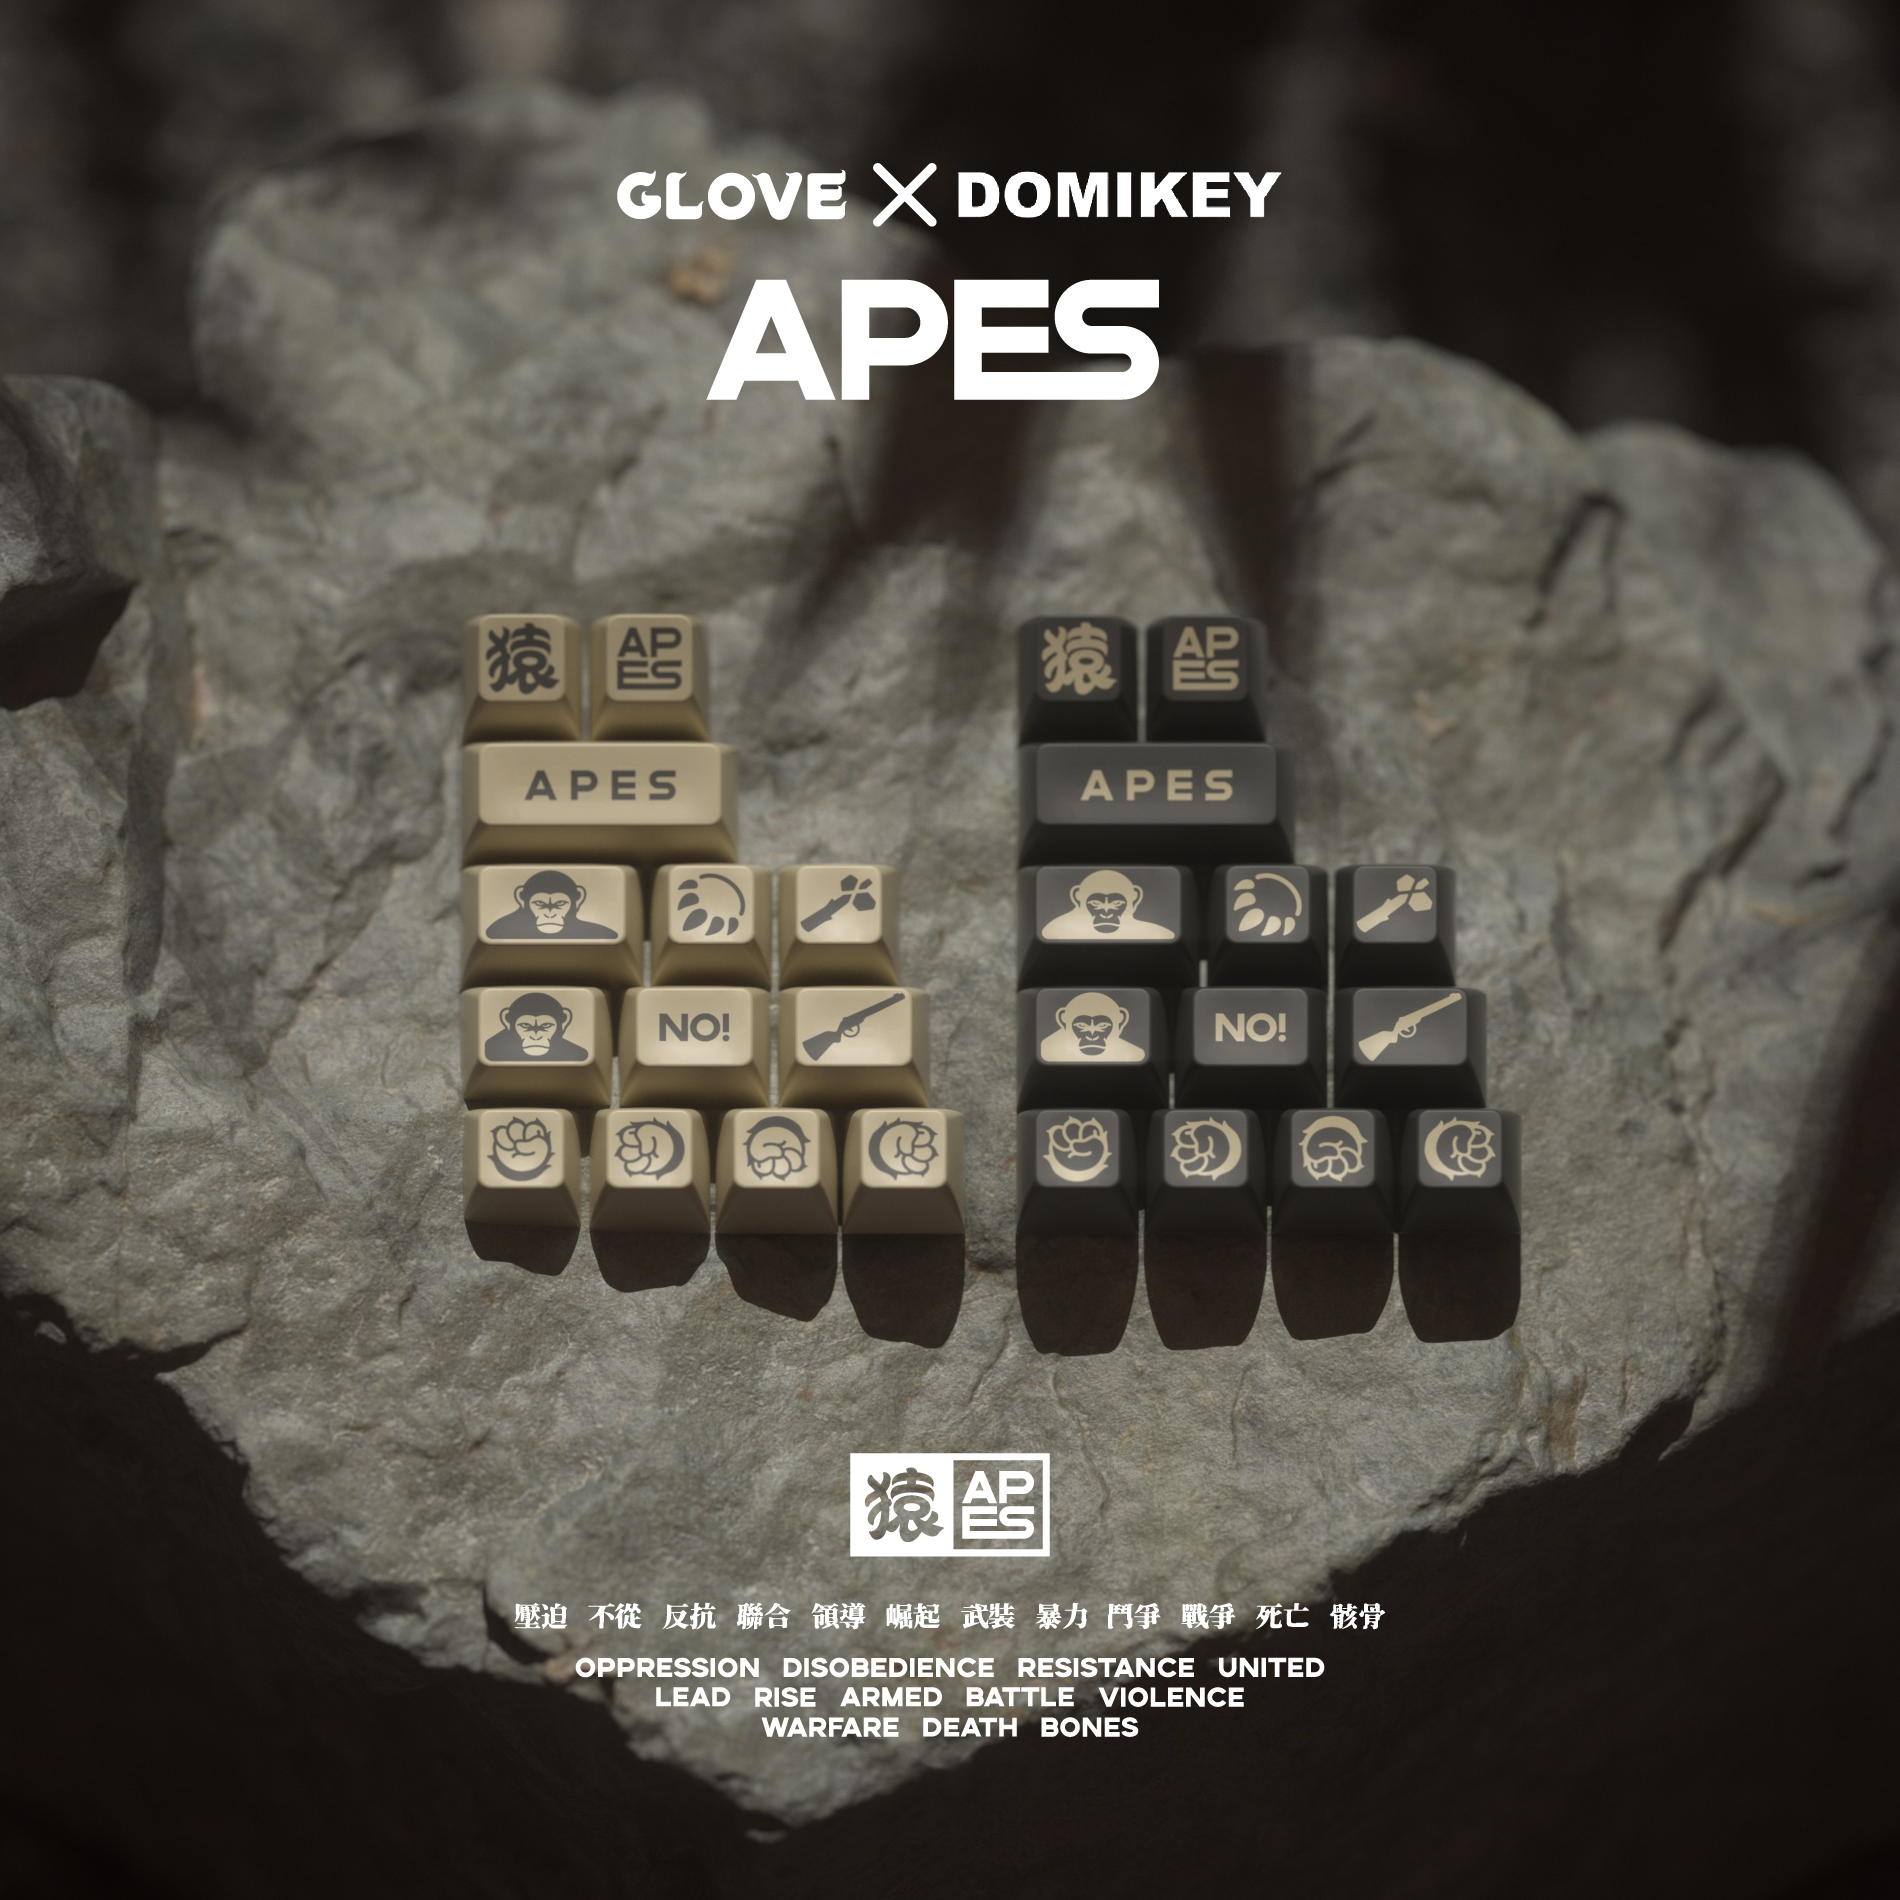 GLOVE X DOMIKEY
APES
猿 AP ES
猿 AP ES
APES
APES
NO!
NO!
猿 AP ES
壓迫 不從 反抗 聯合 領導 崛起 武裝 暴力 鬥爭 戰爭 死亡 骸骨
OPPRESSION DISOBEDIENCE RESISTANCE UNITED
LEAD RISE ARMED BATTLE VIOLENCE
WARFARE DEATH BONES